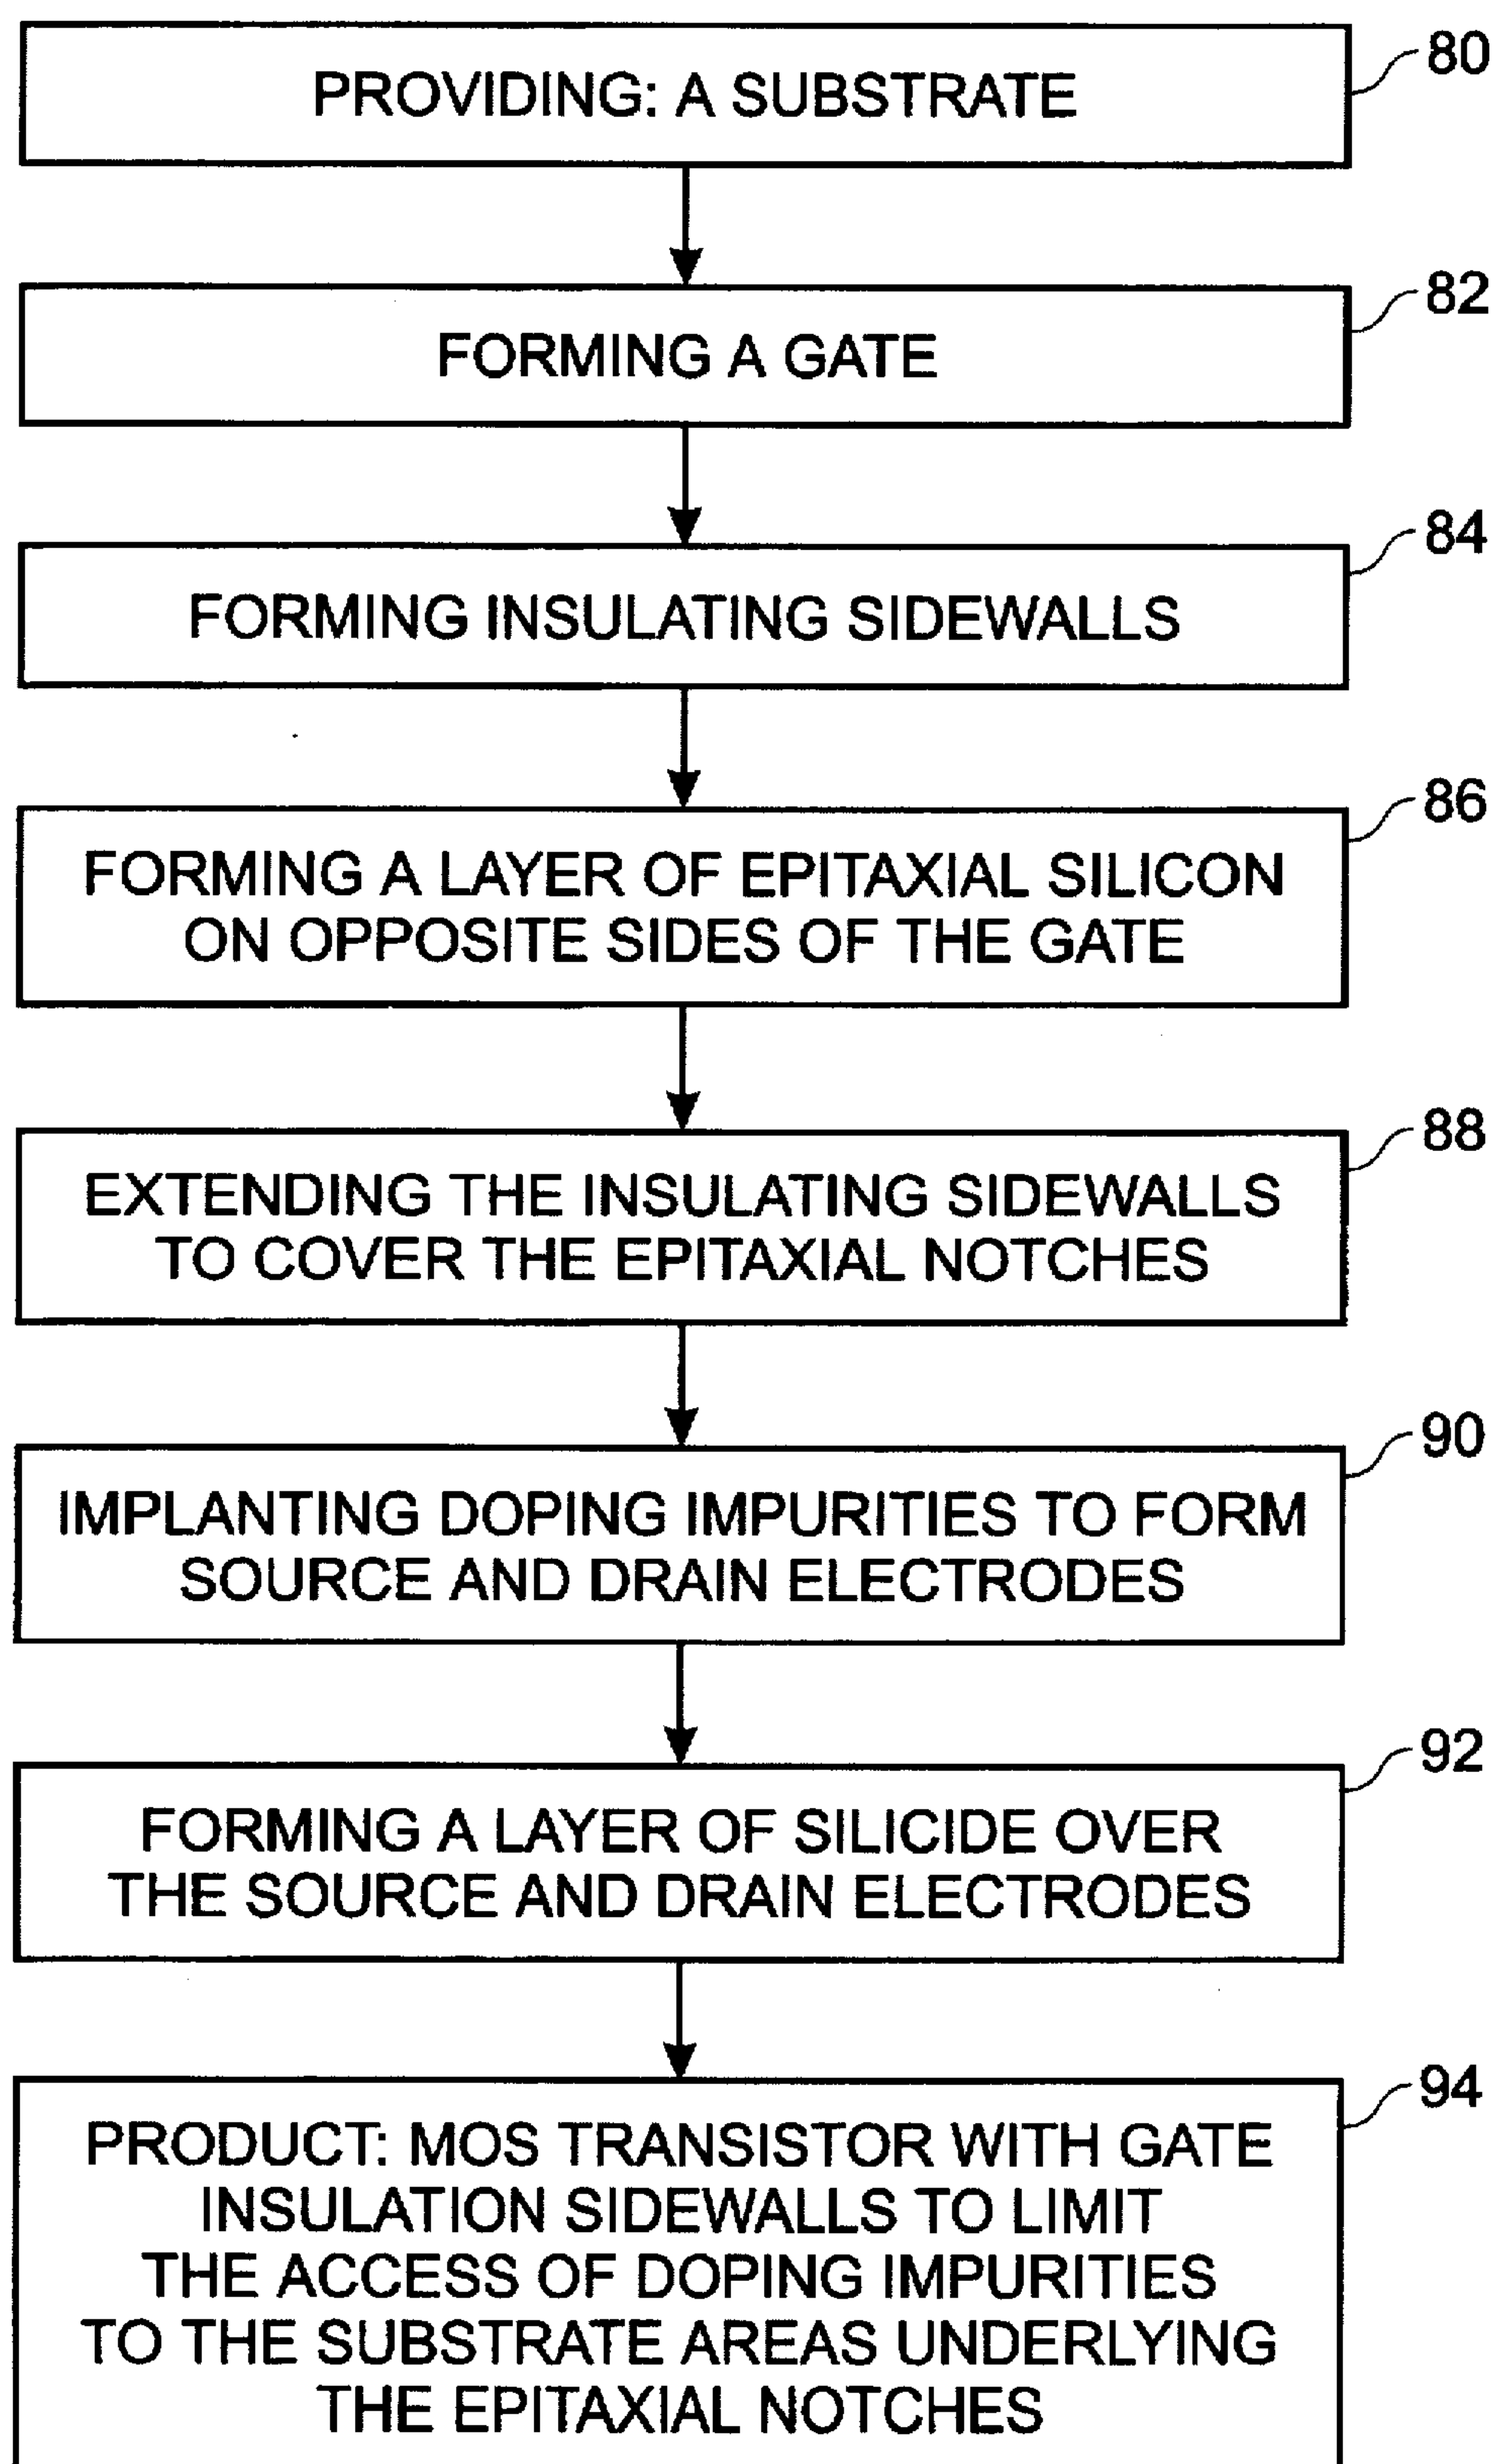 PROVIDING: A SUBSTRATE
80
FORMING A GATE
82
FORMING INSULATING SIDEWALLS
84
FORMING A LAYER OF EPITAXIAL SILICON
ON OPPOSITE SIDES OF THE GATE
86
EXTENDING THE INSULATING SIDEWALLS
TO COVER THE EPITAXIAL NOTCHES
88
IMPLANTING DOPING IMPURITIES TO FORM
SOURCE AND DRAIN ELECTRODES
90
FORMING A LAYER OF SILICIDE OVER
THE SOURCE AND DRAIN ELECTRODES
92
PRODUCT: MOS TRANSISTOR WITH GATE
INSULATION SIDEWALLS TO LIMIT
THE ACCESS OF DOPING IMPURITIES
TO THE SUBSTRATE AREAS UNDERLYING
THE EPITAXIAL NOTCHES
94